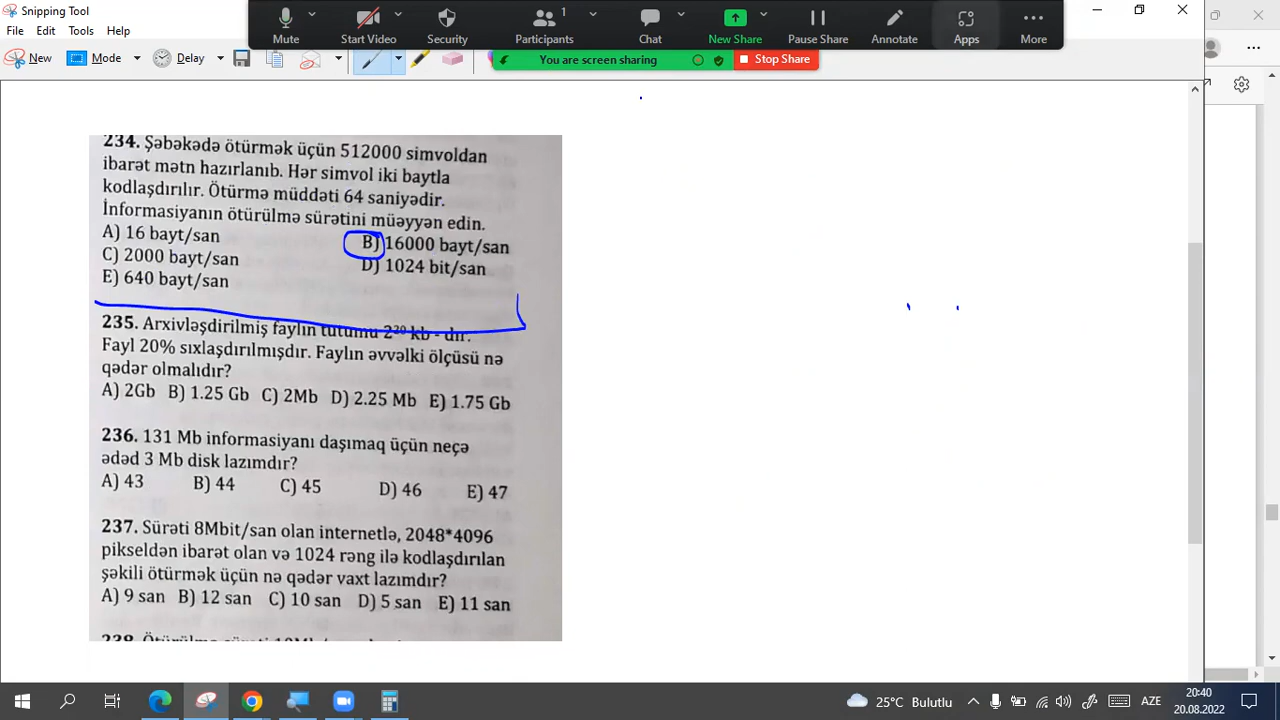 Snipping Tool
File Edit Tools Help
New Mode Delay
Mute Start Video Security Participants 1 Chat New Share Pause Share Annotate Apps More
You are screen sharing Stop Share
234. Şəbəkədə ötürmək üçün 512000 simvoldan
ibarət mətn hazırlanıb. Hər simvol iki baytla
kodlaşdırılır. Ötürmə müddəti 64 saniyədir.
İnformasiyanın ötürülmə sürətini müəyyən edin.
A) 16 bayt/san B) 16000 bayt/san
C) 2000 bayt/san D) 1024 bit/san
E) 640 bayt/san
235. Arxivləşdirilmiş faylın tutumu 2²⁰ kb - dır.
Fayl 20% sıxlaşdırılmışdır. Faylın əvvəlki ölçüsü nə
qədər olmalıdır?
A) 2Gb B) 1.25 Gb C) 2Mb D) 2.25 Mb E) 1.75 Gb
236. 131 Mb informasiyanı daşımaq üçün neçə
ədəd 3 Mb disk lazımdır?
A) 43 B) 44 C) 45 D) 46 E) 47
237. Sürəti 8Mbit/san olan internetlə, 2048*4096
pikseldən ibarət olan və 1024 rəng ilə kodlaşdırılan
şəkili ötürmək üçün nə qədər vaxt lazımdır?
A) 9 san B) 12 san C) 10 san D) 5 san E) 11 san
25°C Bulutlu AZE
20:40
20.08.2022